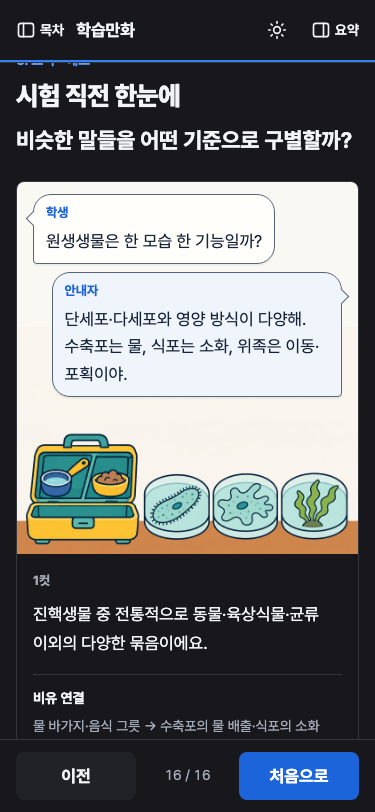 목차 학습만화 요약
시험 직전 한눈에
비슷한 말들을 어떤 기준으로 구별할까?
학생
원생생물은 한 모습 한 기능일까?
안내자
단세포·다세포와 영양 방식이 다양해.
수축포는 물, 식포는 소화, 위족은 이동·
포획이야.
1컷
진핵생물 중 전통적으로 동물·육상식물·균류
이외의 다양한 묶음이에요.
비유 연결
물 바가지·음식 그릇 → 수축포의 물 배출·식포의 소화
이전 16 / 16 처음으로